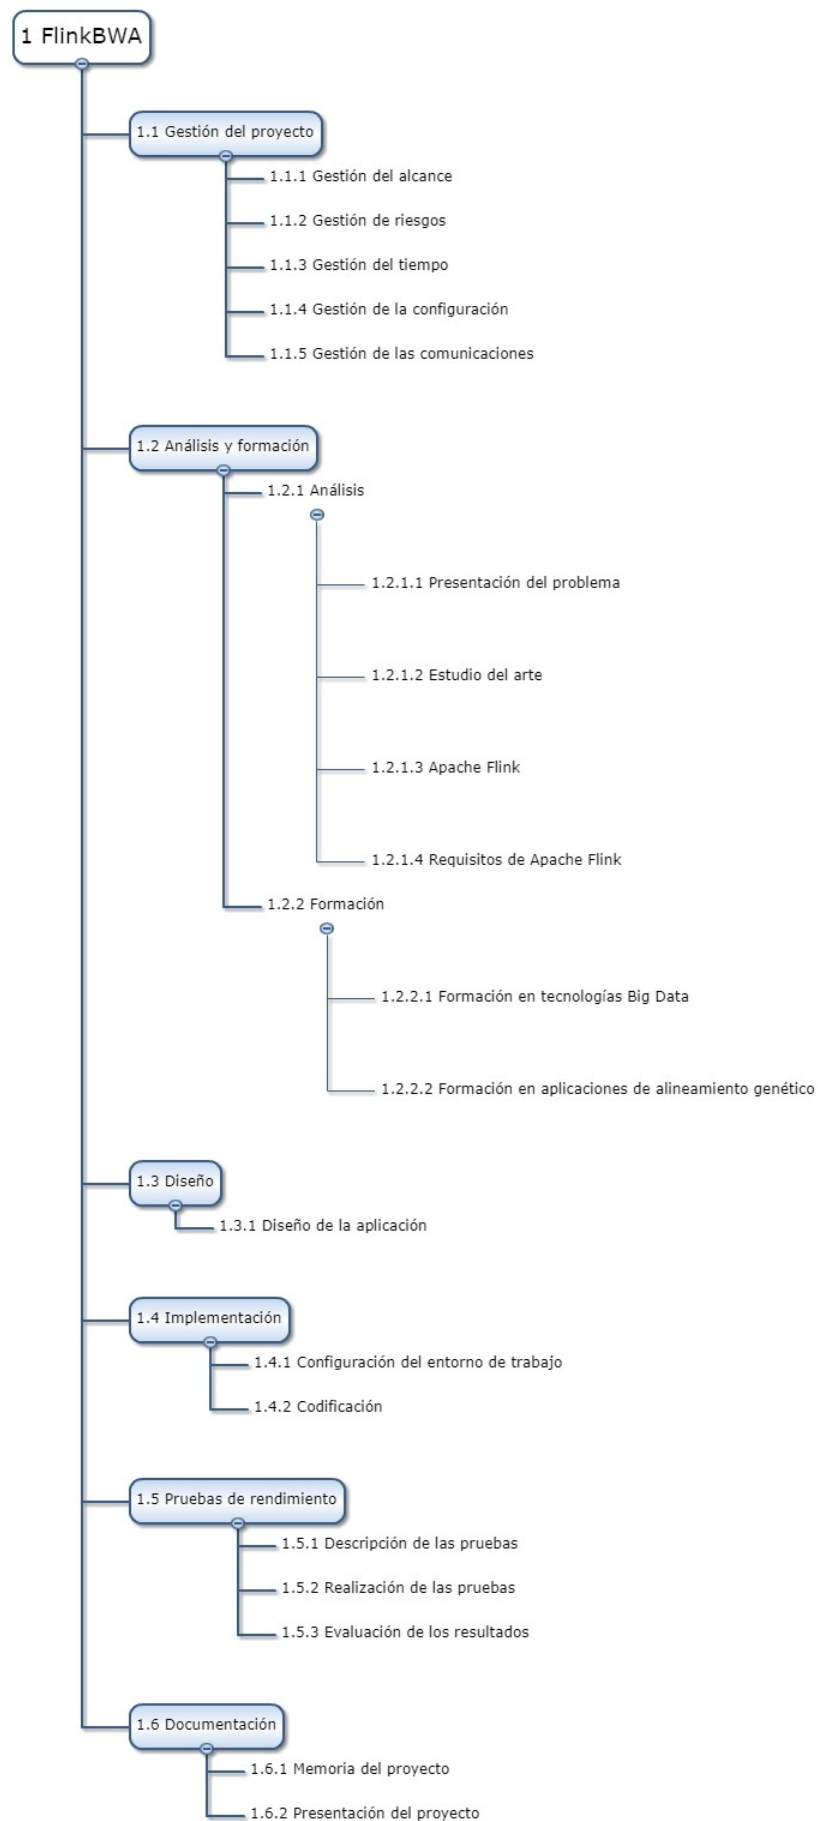 1 FlinkBWA
1.1 Gestión del proyecto
1.1.1 Gestión del alcance
1.1.2 Gestión de riesgos
1.1.3 Gestión del tiempo
1.1.4 Gestión de la configuración
1.1.5 Gestión de las comunicaciones
1.2 Análisis y formación
1.2.1 Análisis
1.2.1.1 Presentación del problema
1.2.1.2 Estudio del arte
1.2.1.3 Apache Flink
1.2.1.4 Requisitos de Apache Flink
1.2.2 Formación
1.2.2.1 Formación en tecnologías Big Data
1.2.2.2 Formación en aplicaciones de alineamiento genético
1.3 Diseño
1.3.1 Diseño de la aplicación
1.4 Implementación
1.4.1 Configuración del entorno de trabajo
1.4.2 Codificación
1.5 Pruebas de rendimiento
1.5.1 Descripción de las pruebas
1.5.2 Realización de las pruebas
1.5.3 Evaluación de los resultados
1.6 Documentación
1.6.1 Memoria del proyecto
1.6.2 Presentación del proyecto